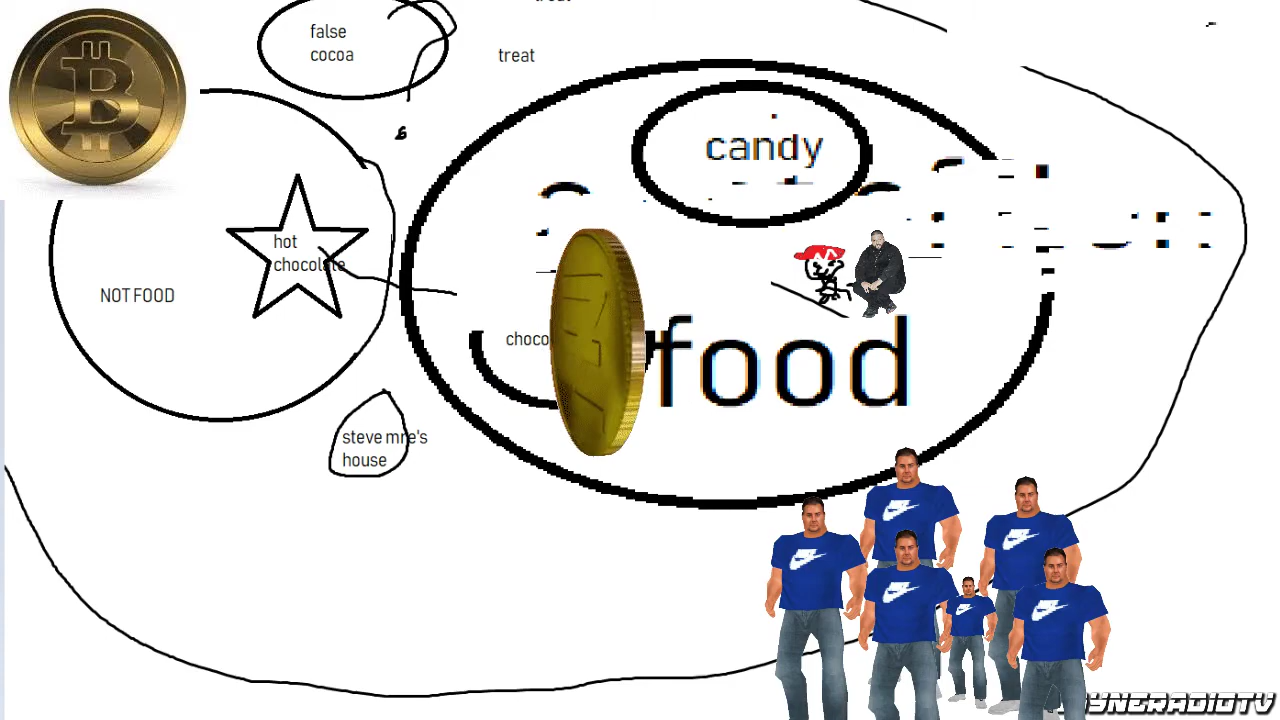 false
cocoa
treat
candy
hot
chocolate
NOT FOOD
food
steve mre's
house